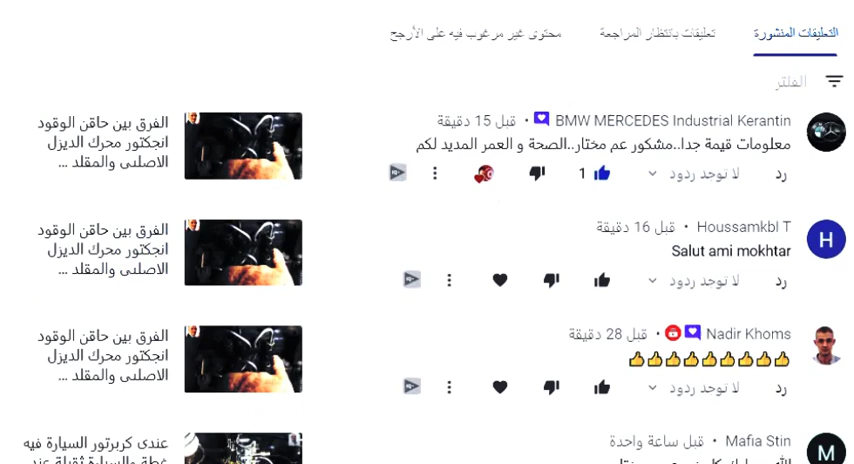 التعليقات المنشورة
تعليقات بانتظار المراجعة
محتوى غير مرغوب فيه على الأرجح
الفلتر
BMW MERCEDES Industrial Kerantin • قبل 15 دقيقة
معلومات قيمة جدا..مشكور عم مختار..الصحة و العمر المديد لكم
رد
لا توجد ردود
1
الفرق بين حاقن الوقود
انجكتور محرك الديزل
الاصلى والمقلد ...
Houssamkbl T • قبل 16 دقيقة
Salut ami mokhtar
رد
لا توجد ردود
الفرق بين حاقن الوقود
انجكتور محرك الديزل
الاصلى والمقلد ...
Nadir Khoms • قبل 28 دقيقة
👍👍👍👍👍👍👍👍👍
رد
لا توجد ردود
الفرق بين حاقن الوقود
انجكتور محرك الديزل
الاصلى والمقلد ...
Mafia Stin • قبل ساعة واحدة
عندى كربرتور السيارة فيه
غطة والسيارة ثقيلة عند